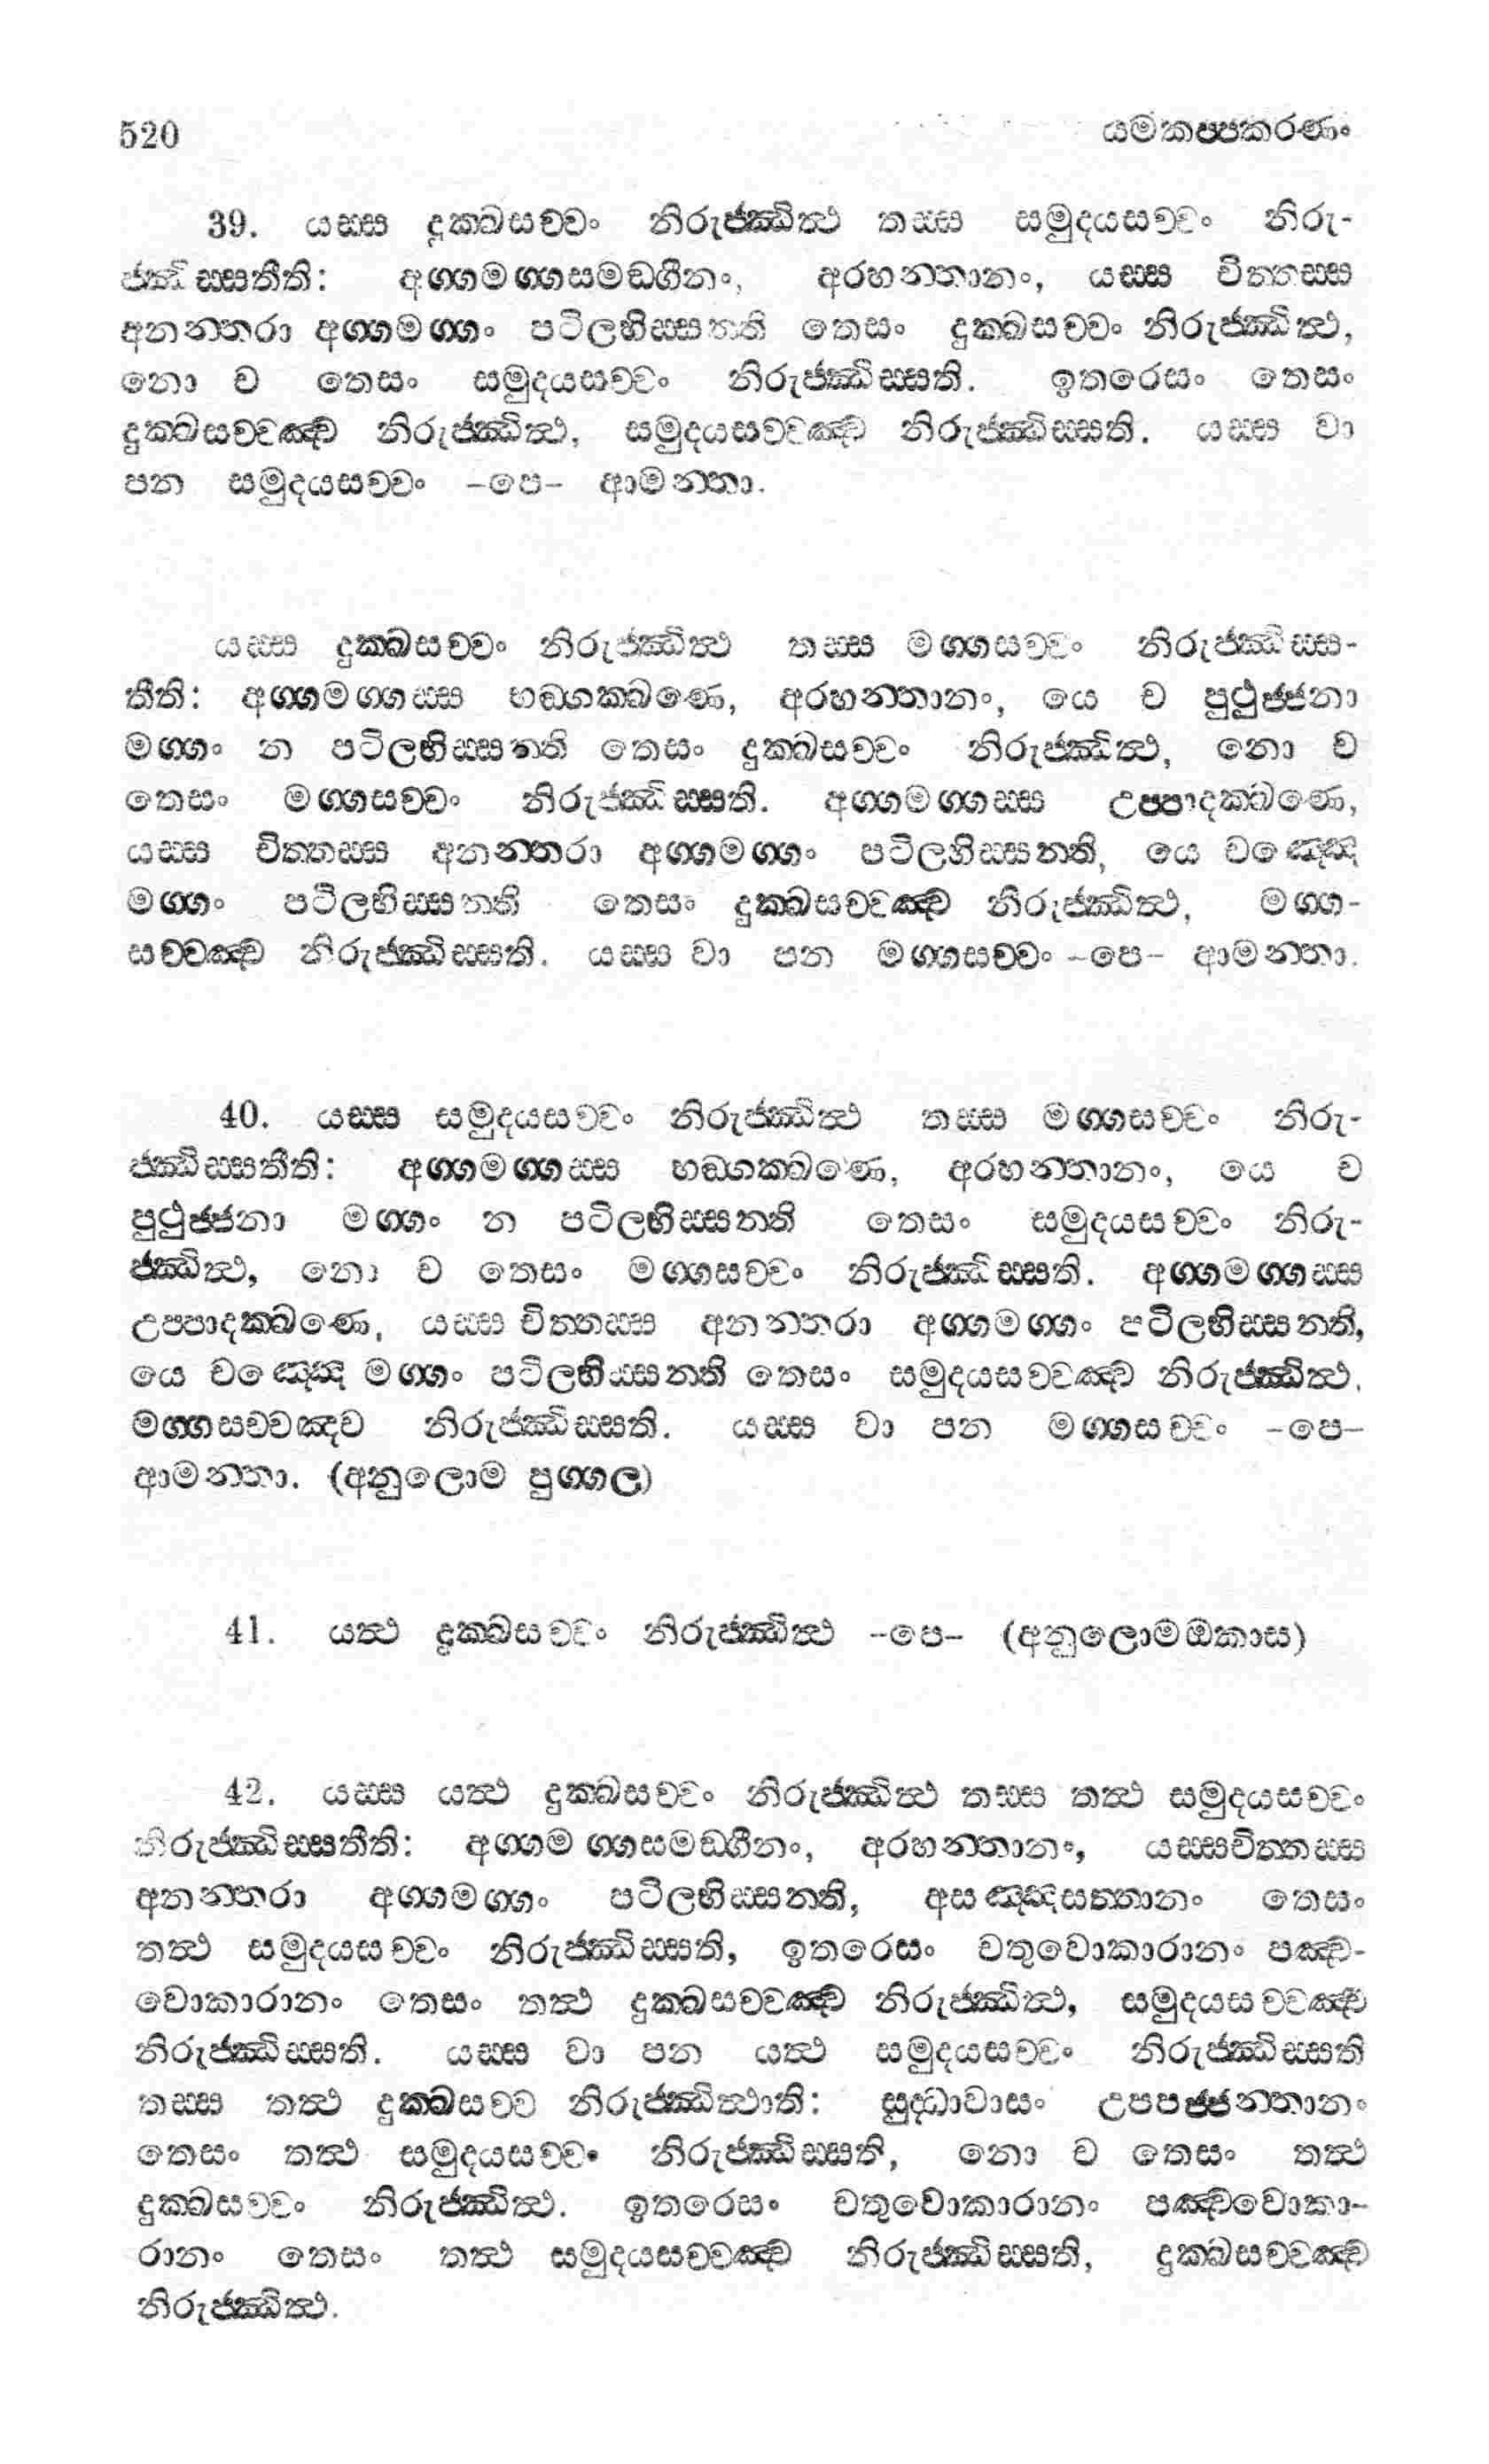 520 යමකප්පකරණං
39. යස්ස දුක්ඛසච්චං නිරුජ්ඣිත්ථ තස්ස සමුදයසච්චං නිරු-
ජ්ඣිස්සතීති: අග්ගමග්ගසමඞ්ගීනං, අරහන්තානං, යස්ස චිත්තස්ස
අනන්තරා අග්ගමග්ගං පටිලභිස්සන්ති තෙසං දුක්ඛසච්චං නිරුජ්ඣිත්ථ,
නො ච තෙසං සමුදයසච්චං නිරුජ්ඣිස්සති. ඉතරෙසං තෙසං
දුක්ඛසච්චඤ්ච නිරුජ්ඣිත්ථ, සමුදයසච්චඤ්ච නිරුජ්ඣිස්සති. යස්ස වා
පන සමුදයසච්චං -පෙ- ආමන්තා.
යස්ස දුක්ඛසච්චං නිරුජ්ඣිත්ථ තස්ස මග්ගසච්චං නිරුජ්ඣිස්ස-
තීති: අග්ගමග්ගස්ස භඞ්ගක්ඛණෙ, අරහන්තානං, යෙ ච පුථුජ්ජනා
මග්ගං න පටිලභිස්සන්ති තෙසං දුක්ඛසච්චං නිරුජ්ඣිත්ථ, නො ච
තෙසං මග්ගසච්චං නිරුජ්ඣිස්සති. අග්ගමග්ගස්ස උප්පාදක්ඛණෙ,
යස්ස චිත්තස්ස අනන්තරා අග්ගමග්ගං පටිලභිස්සන්ති, යෙ චඤ්ඤෙ
මග්ගං පටිලභිස්සන්ති තෙසං දුක්ඛසච්චඤ්ච නිරුජ්ඣිත්ථ, මග්ග-
සච්චඤ්ච නිරුජ්ඣිස්සති. යස්ස වා පන මග්ගසච්චං -පෙ- ආමන්තා.
40. යස්ස සමුදයසච්චං නිරුජ්ඣිත්ථ තස්ස මග්ගසච්චං නිරු-
ජ්ඣිස්සතීති: අග්ගමග්ගස්ස භඞ්ගක්ඛණෙ, අරහන්තානං, යෙ ච
පුථුජ්ජනා මග්ගං න පටිලභිස්සන්ති තෙසං සමුදයසච්චං නිරු-
ජ්ඣිත්ථ, නො ච තෙසං මග්ගසච්චං නිරුජ්ඣිස්සති. අග්ගමග්ගස්ස
උප්පාදක්ඛණෙ, යස්ස චිත්තස්ස අනන්තරා අග්ගමග්ගං පටිලභිස්සන්ති,
යෙ චඤ්ඤෙ මග්ගං පටිලභිස්සන්ති තෙසං සමුදයසච්චඤ්ච නිරුජ්ඣිත්ථ.
මග්ගසච්චඤ්ච නිරුජ්ඣිස්සති. යස්ස වා පන මග්ගසච්චං -පෙ-
ආමන්තා. (අනුලොම පුග්ගල)
41. යත්ථ දුක්ඛසච්චං නිරුජ්ඣිත්ථ -පෙ- (අනුලොමඔකාස)
42. යස්ස යත්ථ දුක්ඛසච්චං නිරුජ්ඣිත්ථ තස්ස තත්ථ සමුදයසච්චං
නිරුජ්ඣිස්සතීති: අග්ගමග්ගසමඞ්ගීනං, අරහන්තානං, යස්සචිත්තස්ස
අනන්තරා අග්ගමග්ගං පටිලභිස්සන්ති, අසඤ්ඤසත්තානං තෙසං
තත්ථ සමුදයසච්චං නිරුජ්ඣිස්සති, ඉතරෙසං චතුවොකාරානං පඤ්ච-
වොකාරානං තෙසං තත්ථ දුක්ඛසච්චඤ්ච නිරුජ්ඣිත්ථ, සමුදයසච්චඤ්ච
නිරුජ්ඣිස්සති. යස්ස වා පන යත්ථ සමුදයසච්චං නිරුජ්ඣිස්සති
තස්ස තත්ථ දුක්ඛසච්ච නිරුජ්ඣිත්ථාති: සුද්ධාවාසං උපපජ්ජන්තානං
තෙසං තත්ථ සමුදයසච්චං නිරුජ්ඣිස්සති, නො ච තෙසං තත්ථ
දුක්ඛසච්චං නිරුජ්ඣිත්ථ. ඉතරෙසං චතුවොකාරානං පඤ්චවොකා-
රානං තෙසං තත්ථ සමුදයසච්චඤ්ච නිරුජ්ඣිස්සති, දුක්ඛසච්චඤ්ච
නිරුජ්ඣිත්ථ.